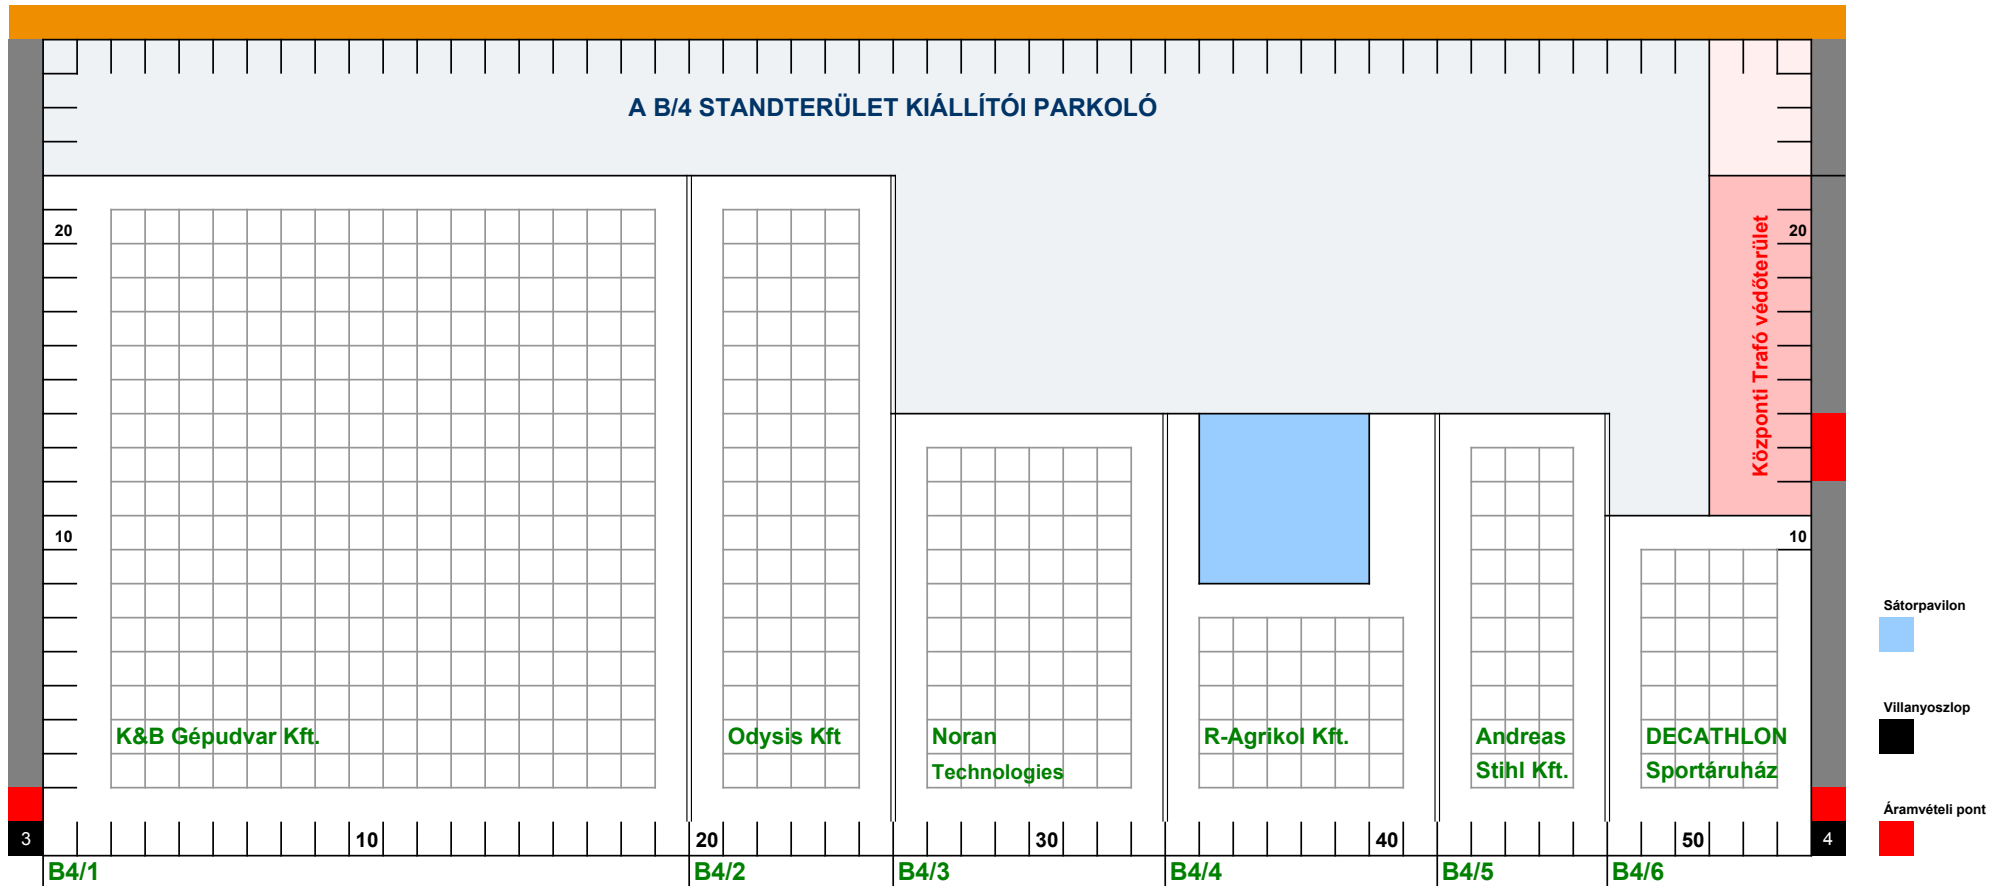 A B/4 STANDTERÜLET KIÁLLÍTÓI PARKOLÓ
20
20
Központi Trafó védőterület
10
10
Sátorpavilon
Villanyoszlop
K&B Gépudvar Kft.
Odysis Kft
Noran
Technologies
R-Agrikol Kft.
Andreas
Stihl Kft.
DECATHLON
Sportáruház
Áramvételi pont
3
10
20
30
40
50
4
B4/1
B4/2
B4/3
B4/4
B4/5
B4/6